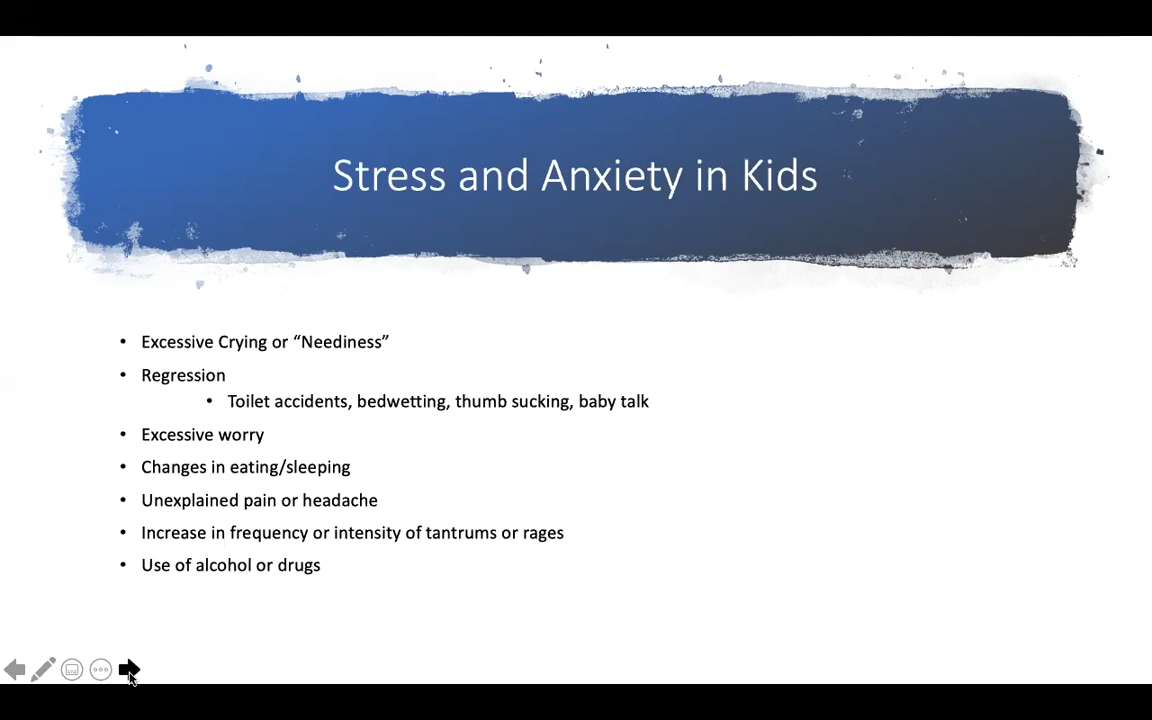 Stress and Anxiety in Kids
• Excessive Crying or “Neediness”
• Regression
• Toilet accidents, bedwetting, thumb sucking, baby talk
• Excessive worry
• Changes in eating/sleeping
• Unexplained pain or headache
• Increase in frequency or intensity of tantrums or rages
• Use of alcohol or drugs